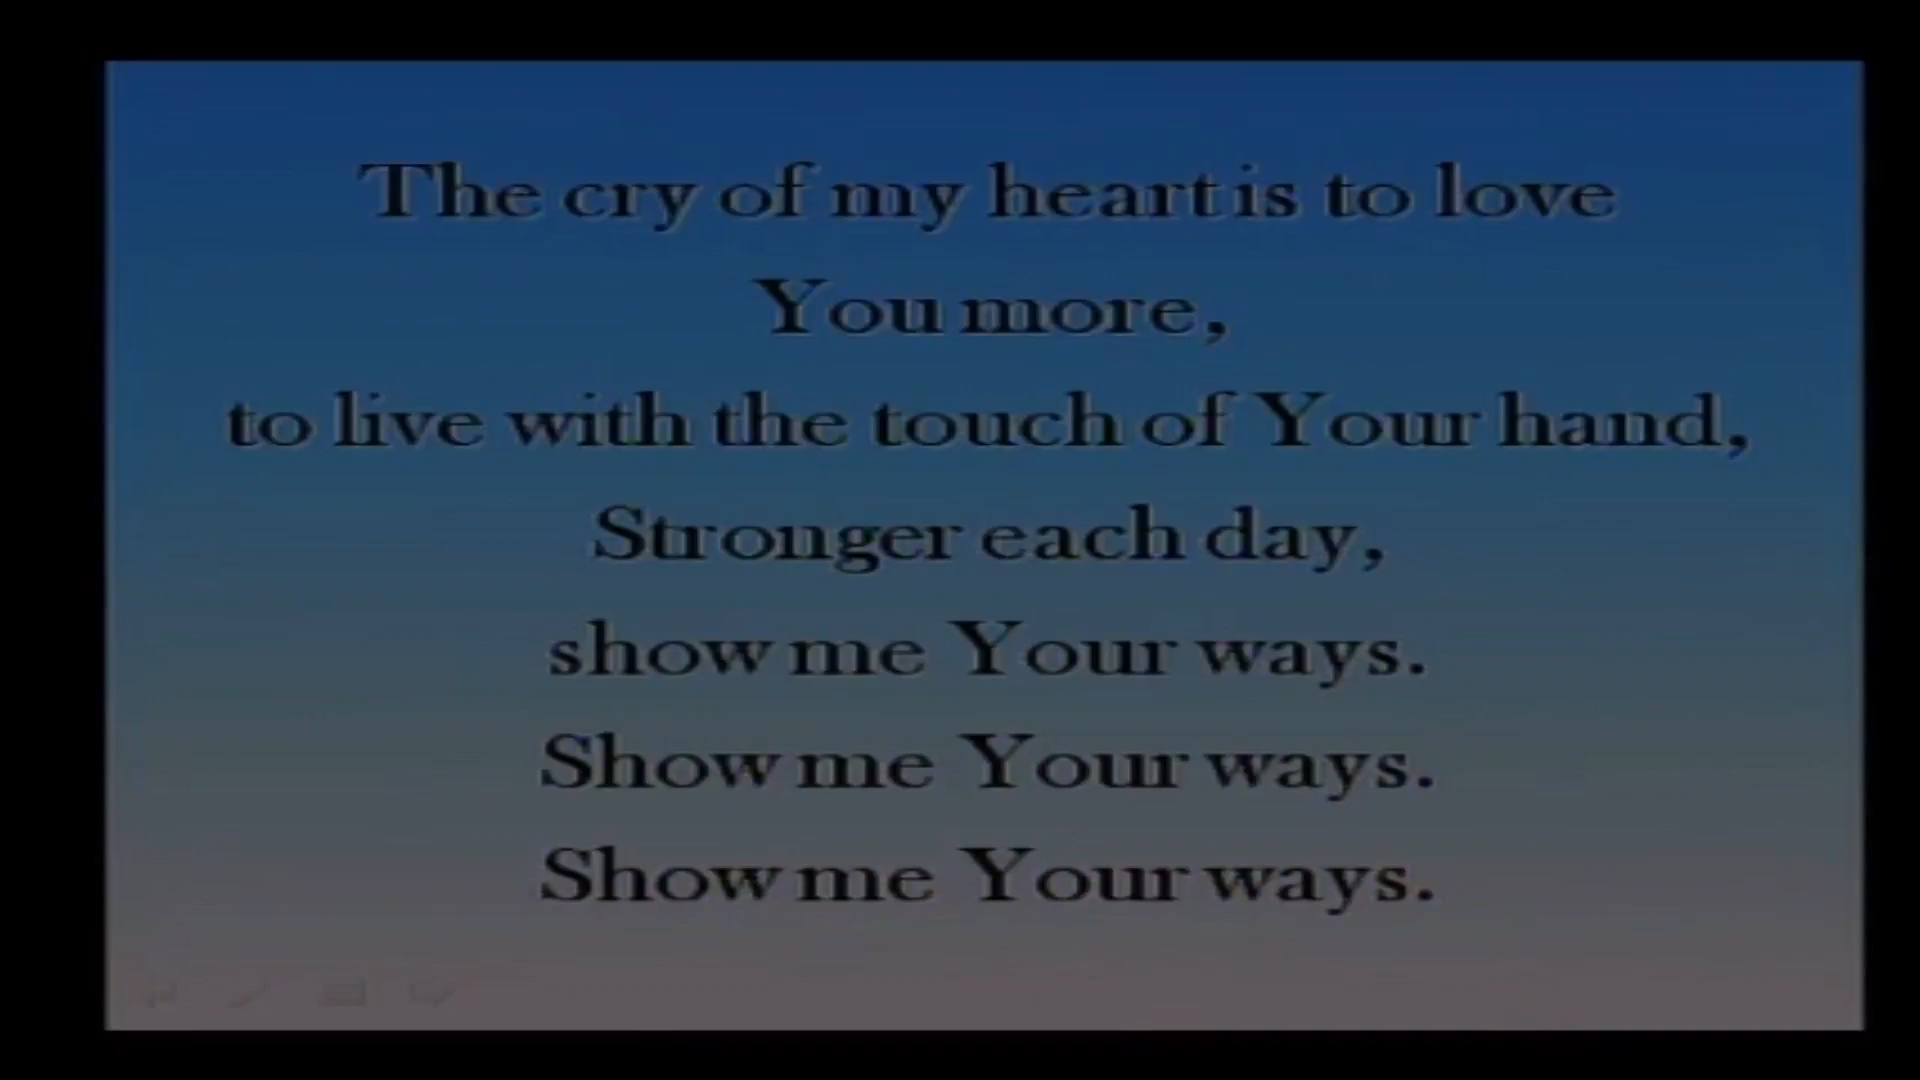 The cry of my heart is to love
You more,
to live with the touch of Your hand,
Stronger each day,
show me Your ways.
Show me Your ways.
Show me Your ways.